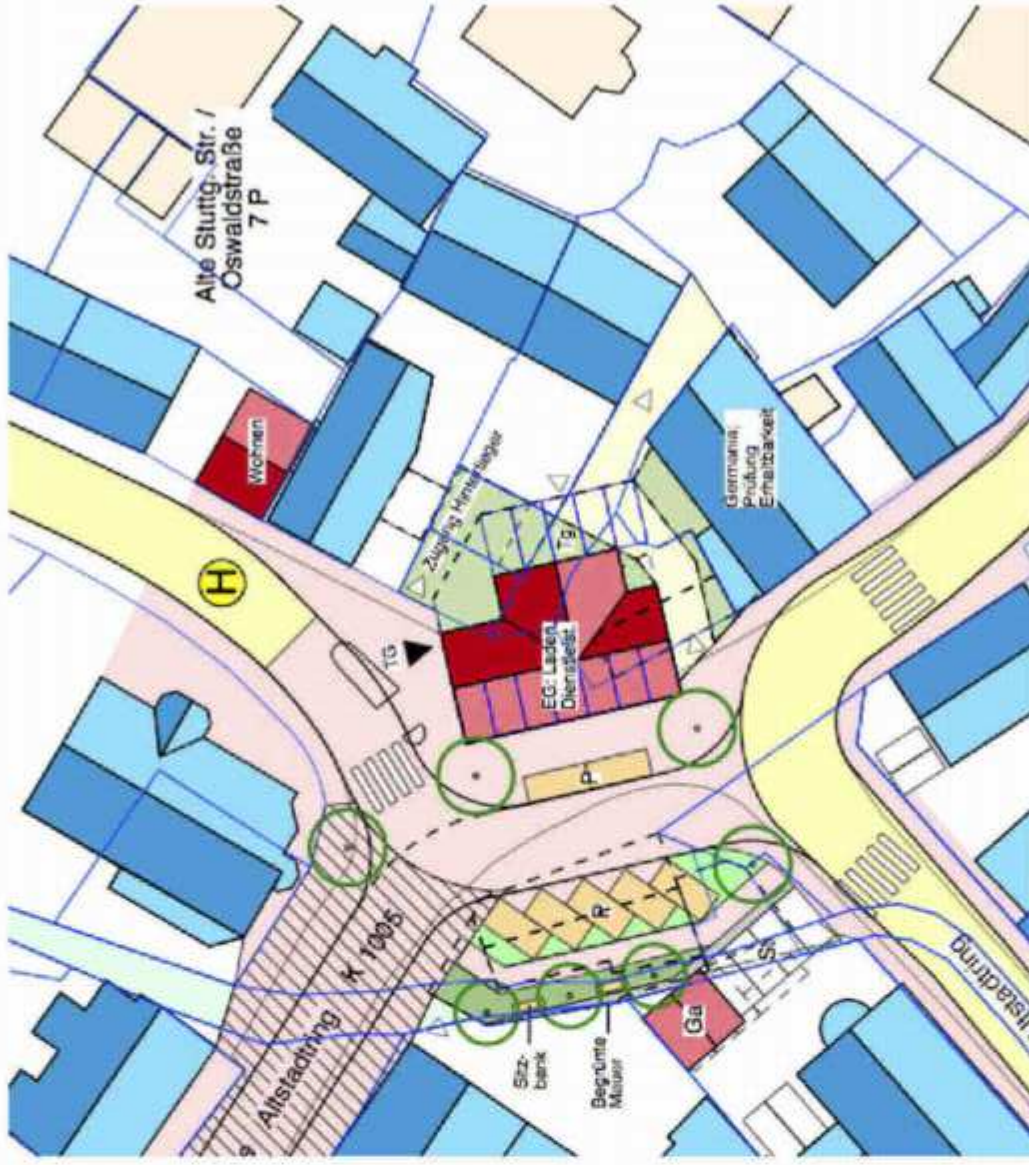 Alte Stuttg. Str. /
Oswaldstraße
7 P
Wohnen
H
Zugang Hinterlieger
TG
Tg
Germania:
Prüfung
Erhaltbarkeit
EG: Laden,
Dienstleist.
P
R
K 1005
Altstadtring
Sitz-
bank
Begrünte
Mauer
Ga
St
Altstadtring